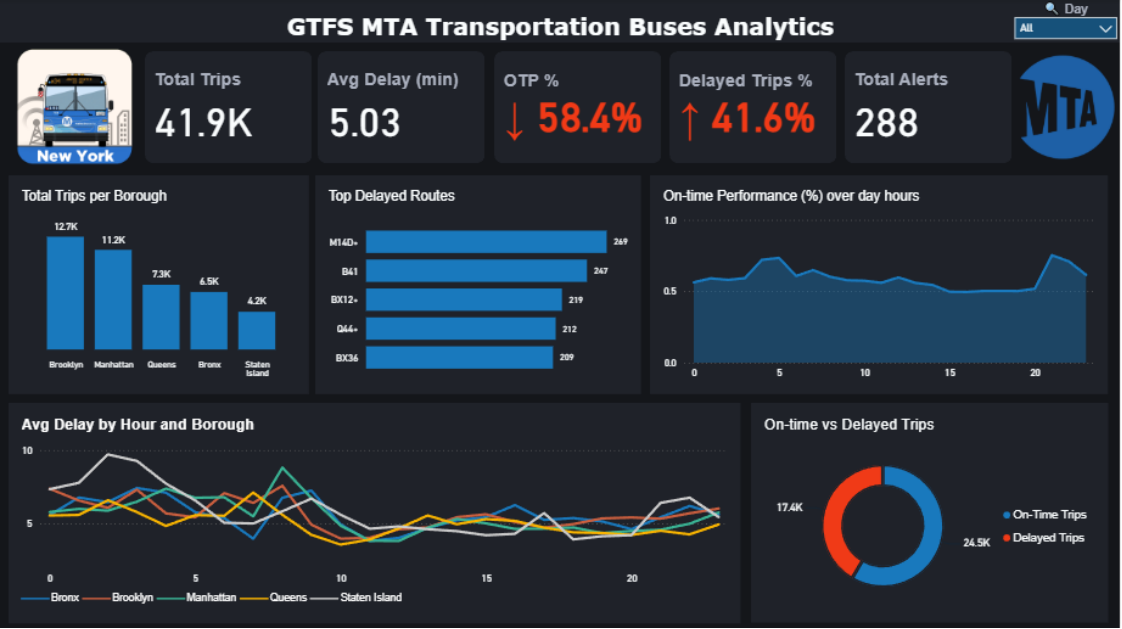 GTFS MTA Transportation Buses Analytics
Day
All
New York
Total Trips
41.9K
Avg Delay (min)
5.03
OTP %
↓ 58.4%
Delayed Trips %
↑ 41.6%
Total Alerts
288
MTA
Total Trips per Borough
12.7K
11.2K
7.3K
6.5K
4.2K
Brooklyn Manhattan Queens Bronx Staten
Island
Top Delayed Routes
M14D+ 269
B41 247
BX12+ 219
Q44+ 212
BX36 209
On-time Performance (%) over day hours
1.0
0.5
0.0
0 5 10 15 20
Avg Delay by Hour and Borough
10
5
0 5 10 15 20
Bronx Brooklyn Manhattan Queens Staten Island
On-time vs Delayed Trips
17.4K
24.5K
On-Time Trips
Delayed Trips